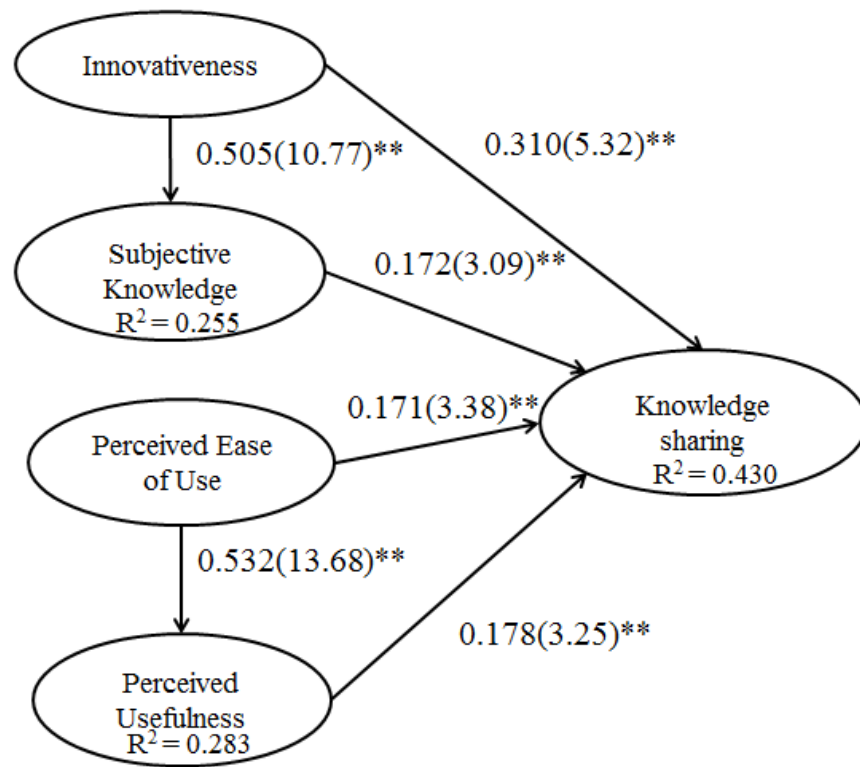 Innovativeness
0.505(10.77)**
0.310(5.32)**
Subjective
Knowledge
R² = 0.255
0.172(3.09)**
0.171(3.38)**
Perceived Ease
of Use
Knowledge
sharing
R² = 0.430
0.532(13.68)**
0.178(3.25)**
Perceived
Usefulness
R² = 0.283